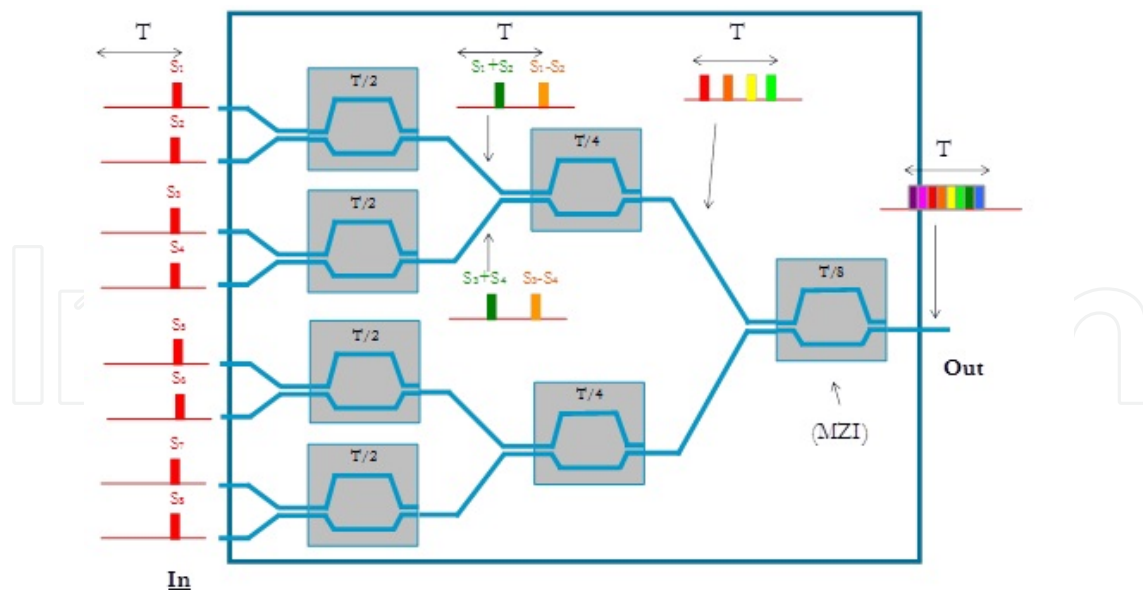 T
T
T
T
S₁
S₂
S₃
S₄
S₅
S₆
S₇
S₈
T/2
T/2
T/2
T/2
S₁+S₂
S₁-S₂
S₃+S₄
S₃-S₄
T/4
T/4
T/8
(MZI)
Out
In